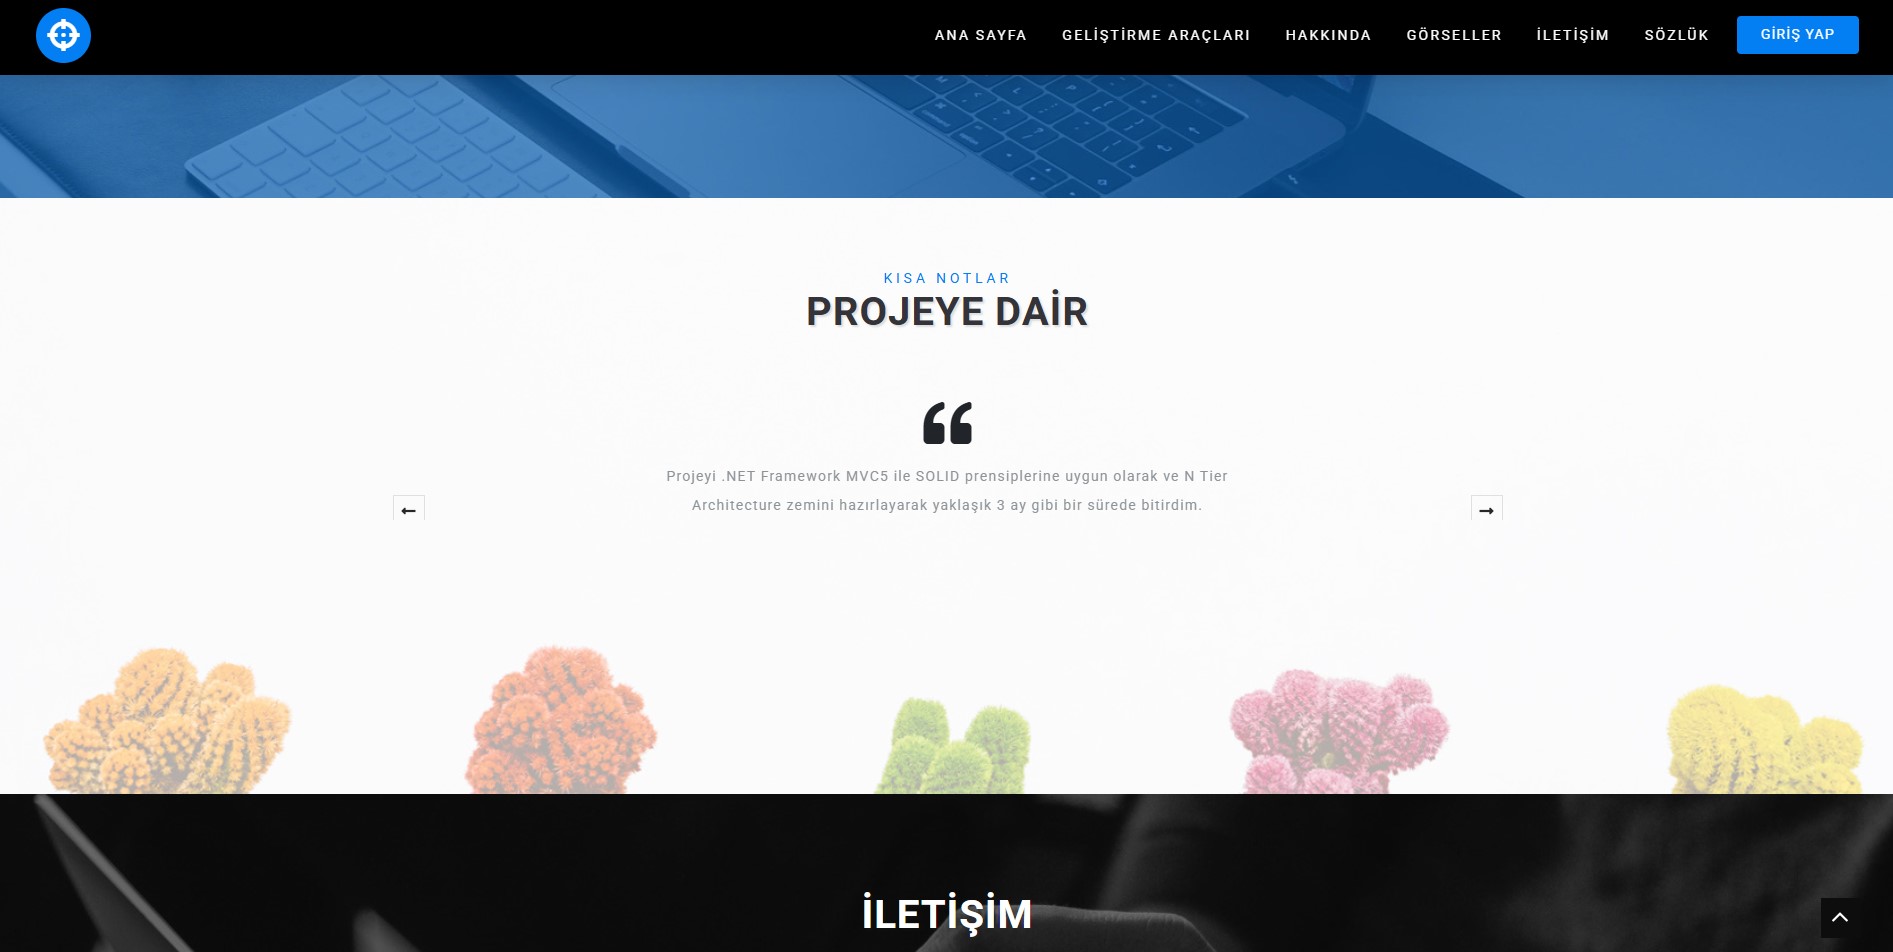 ANA SAYFA GELİŞTİRME ARAÇLARI HAKKINDA GÖRSELLER İLETİŞİM SÖZLÜK GİRİŞ YAP
KISA NOTLAR
PROJEYE DAİR
Projeyi .NET Framework MVC5 ile SOLID prensiplerine uygun olarak ve N Tier
Architecture zemini hazırlayarak yaklaşık 3 ay gibi bir sürede bitirdim.
İLETİŞİM